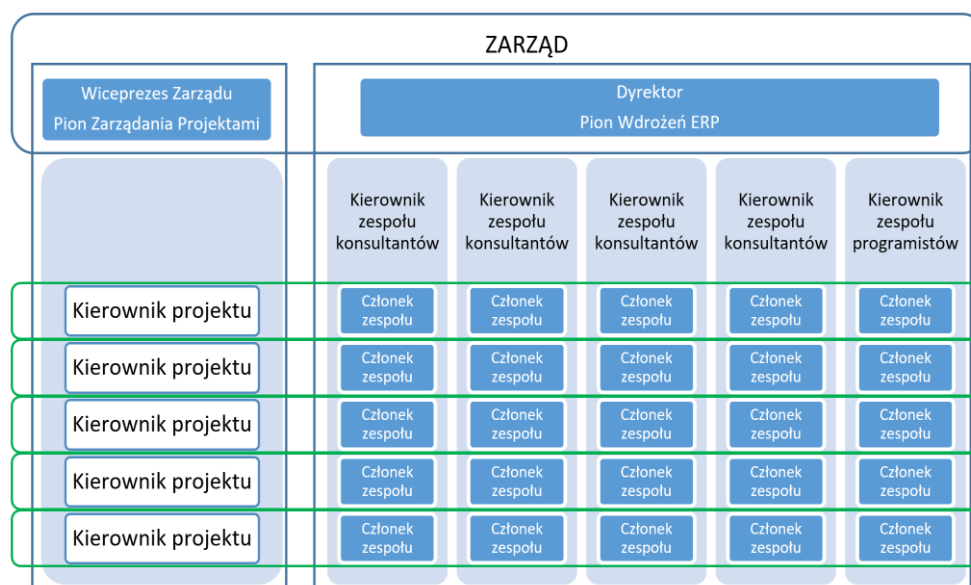 ZARZĄD
Wiceprezes Zarządu
Pion Zarządania Projektami
Dyrektor
Pion Wdrożeń ERP
Kierownik
zespołu
konsultantów
Kierownik
zespołu
konsultantów
Kierownik
zespołu
konsultantów
Kierownik
zespołu
konsultantów
Kierownik
zespołu
programistów
Kierownik projektu
Członek
zespołu
Członek
zespołu
Członek
zespołu
Członek
zespołu
Członek
zespołu
Kierownik projektu
Członek
zespołu
Członek
zespołu
Członek
zespołu
Członek
zespołu
Członek
zespołu
Kierownik projektu
Członek
zespołu
Członek
zespołu
Członek
zespołu
Członek
zespołu
Członek
zespołu
Kierownik projektu
Członek
zespołu
Członek
zespołu
Członek
zespołu
Członek
zespołu
Członek
zespołu
Kierownik projektu
Członek
zespołu
Członek
zespołu
Członek
zespołu
Członek
zespołu
Członek
zespołu